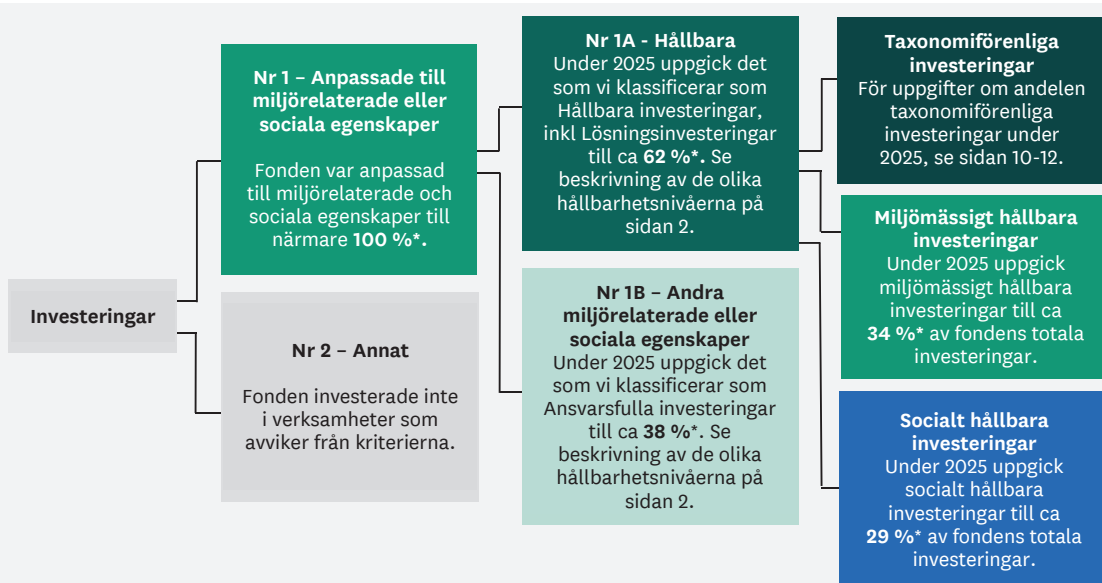 Investeringar
Nr 1 – Anpassade till
miljörelaterade eller
sociala egenskaper
Fonden var anpassad
till miljörelaterade och
sociala egenskaper till
närmare 100 %*.
Nr 2 – Annat
Fonden investerade inte
i verksamheter som
avviker från kriterierna.
Nr 1A - Hållbara
Under 2025 uppgick det
som vi klassificerar som
Hållbara investeringar,
inkl Lösningsinvesteringar
till ca 62 %*. Se
beskrivning av de olika
hållbarhetsnivåerna på
sidan 2.
Nr 1B – Andra
miljörelaterade eller
sociala egenskaper
Under 2025 uppgick det
som vi klassificerar som
Ansvarsfulla investeringar
till ca 38 %*. Se
beskrivning av de olika
hållbarhetsnivåerna på
sidan 2.
Taxonomiförenliga
investeringar
För uppgifter om andelen
taxonomiförenliga
investeringar under
2025, se sidan 10-12.
Miljömässigt hållbara
investeringar
Under 2025 uppgick
miljömässigt hållbara
investeringar till ca
34 %* av fondens totala
investeringar.
Socialt hållbara
investeringar
Under 2025 uppgick
socialt hållbara
investeringar till ca
29 %* av fondens totala
investeringar.